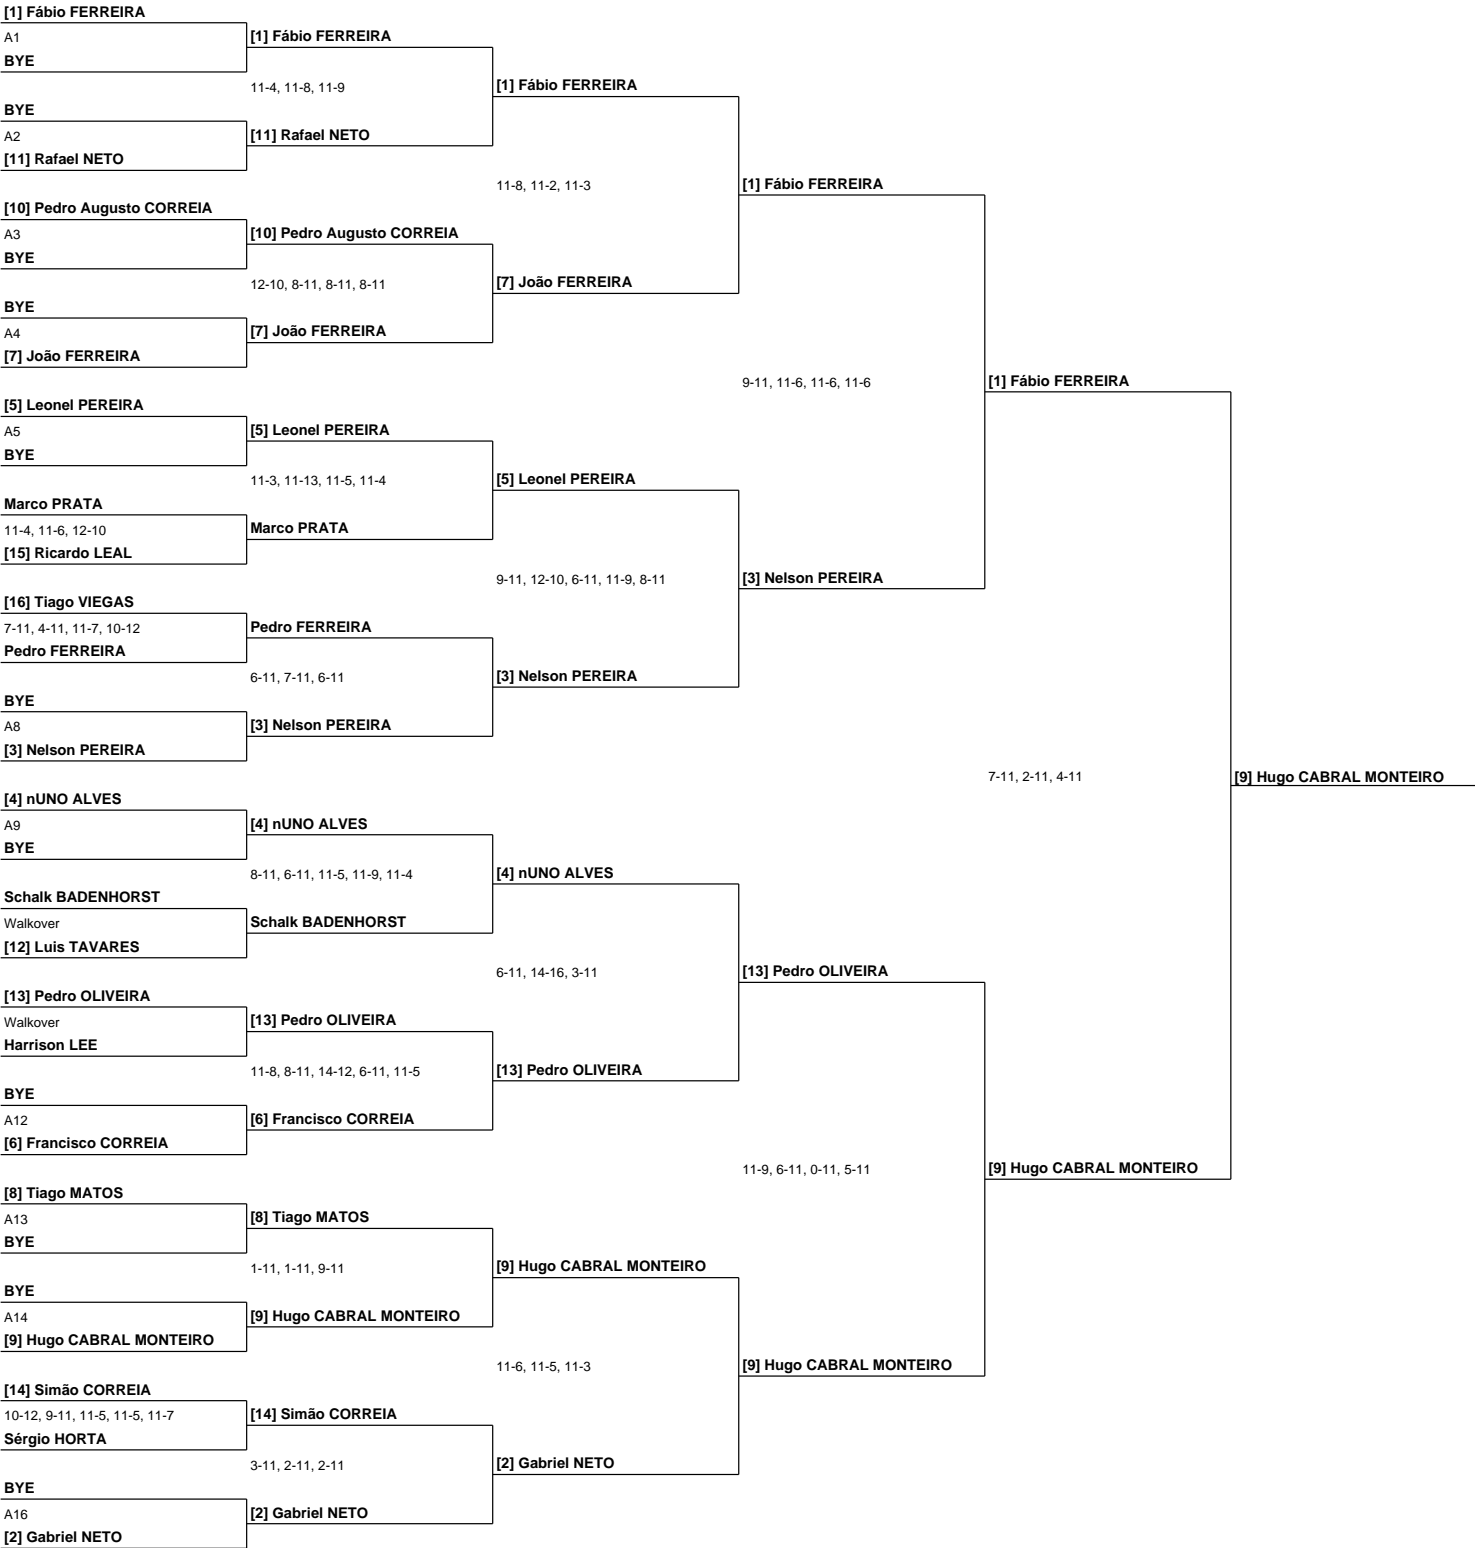 [1] Fábio FERREIRA
A1
BYE
BYE
A2
[11] Rafael NETO
[10] Pedro Augusto CORREIA
A3
BYE
BYE
A4
[7] João FERREIRA
[5] Leonel PEREIRA
A5
BYE
Marco PRATA
11-4, 11-6, 12-10
[15] Ricardo LEAL
[16] Tiago VIEGAS
7-11, 4-11, 11-7, 10-12
Pedro FERREIRA
BYE
A8
[3] Nelson PEREIRA
[4] nUNO ALVES
A9
BYE
Schalk BADENHORST
Walkover
[12] Luis TAVARES
[13] Pedro OLIVEIRA
Walkover
Harrison LEE
BYE
A12
[6] Francisco CORREIA
[8] Tiago MATOS
A13
BYE
BYE
A14
[9] Hugo CABRAL MONTEIRO
[14] Simão CORREIA
10-12, 9-11, 11-5, 11-5, 11-7
Sérgio HORTA
BYE
A16
[2] Gabriel NETO
[1] Fábio FERREIRA
11-4, 11-8, 11-9
[11] Rafael NETO
[10] Pedro Augusto CORREIA
12-10, 8-11, 8-11, 8-11
[7] João FERREIRA
[5] Leonel PEREIRA
11-3, 11-13, 11-5, 11-4
Marco PRATA
Pedro FERREIRA
6-11, 7-11, 6-11
[3] Nelson PEREIRA
[4] nUNO ALVES
8-11, 6-11, 11-5, 11-9, 11-4
Schalk BADENHORST
[13] Pedro OLIVEIRA
11-8, 8-11, 14-12, 6-11, 11-5
[6] Francisco CORREIA
[8] Tiago MATOS
1-11, 1-11, 9-11
[9] Hugo CABRAL MONTEIRO
[14] Simão CORREIA
3-11, 2-11, 2-11
[2] Gabriel NETO
[1] Fábio FERREIRA
11-8, 11-2, 11-3
[7] João FERREIRA
[5] Leonel PEREIRA
9-11, 12-10, 6-11, 11-9, 8-11
[3] Nelson PEREIRA
[4] nUNO ALVES
6-11, 14-16, 3-11
[13] Pedro OLIVEIRA
[9] Hugo CABRAL MONTEIRO
11-6, 11-5, 11-3
[2] Gabriel NETO
[1] Fábio FERREIRA
9-11, 11-6, 11-6, 11-6
[3] Nelson PEREIRA
[13] Pedro OLIVEIRA
11-9, 6-11, 0-11, 5-11
[9] Hugo CABRAL MONTEIRO
[1] Fábio FERREIRA
7-11, 2-11, 4-11
[9] Hugo CABRAL MONTEIRO
[9] Hugo CABRAL MONTEIRO